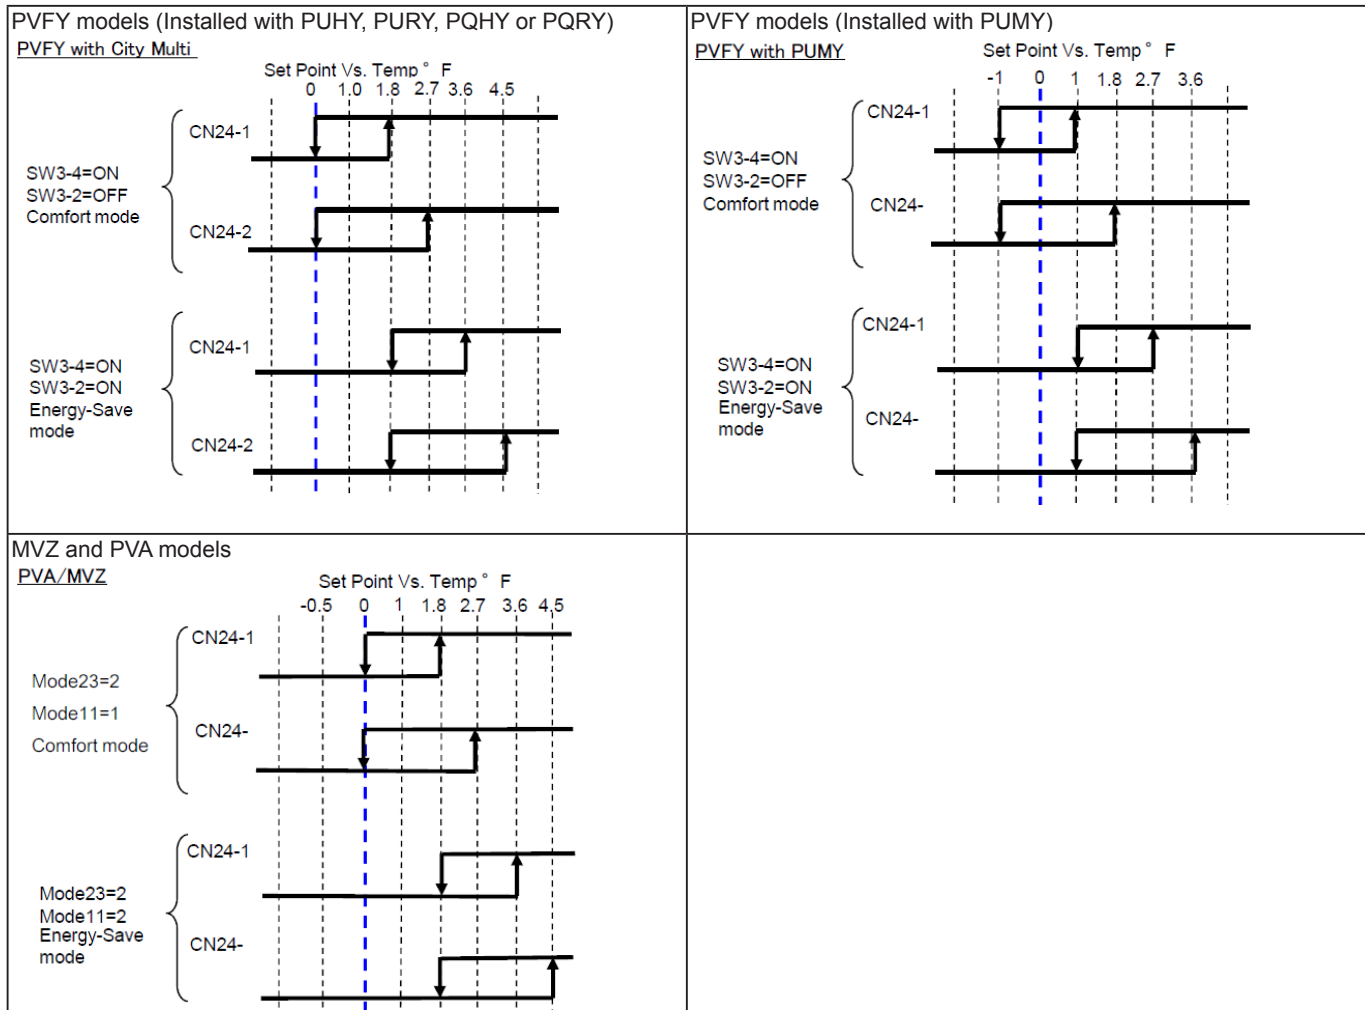 PVFY models (Installed with PUHY, PURY, PQHY or PQRY)
PVFY with City Multi
Set Point Vs. Temp ° F
0 1.0 1.8 2.7 3.6 4.5
CN24-1
SW3-4=ON
SW3-2=OFF
Comfort mode
CN24-2
CN24-1
SW3-4=ON
SW3-2=ON
Energy-Save
mode
CN24-2
PVFY models (Installed with PUMY)
PVFY with PUMY
Set Point Vs. Temp ° F
-1 0 1 1.8 2.7 3.6
CN24-1
SW3-4=ON
SW3-2=OFF
Comfort mode
CN24-
CN24-1
SW3-4=ON
SW3-2=ON
Energy-Save
mode
CN24-
MVZ and PVA models
PVA/MVZ
Set Point Vs. Temp ° F
-0.5 0 1 1.8 2.7 3.6 4.5
CN24-1
Mode23=2
Mode11=1
Comfort mode
CN24-
CN24-1
Mode23=2
Mode11=2
Energy-Save
mode
CN24-